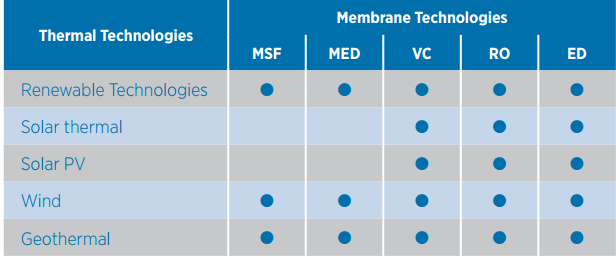 Thermal Technologies
Membrane Technologies
MSF MED VC RO ED
Renewable Technologies ● ● ● ● ●
Solar thermal ● ● ●
Solar PV ● ● ●
Wind ● ● ● ● ●
Geothermal ● ● ● ● ●